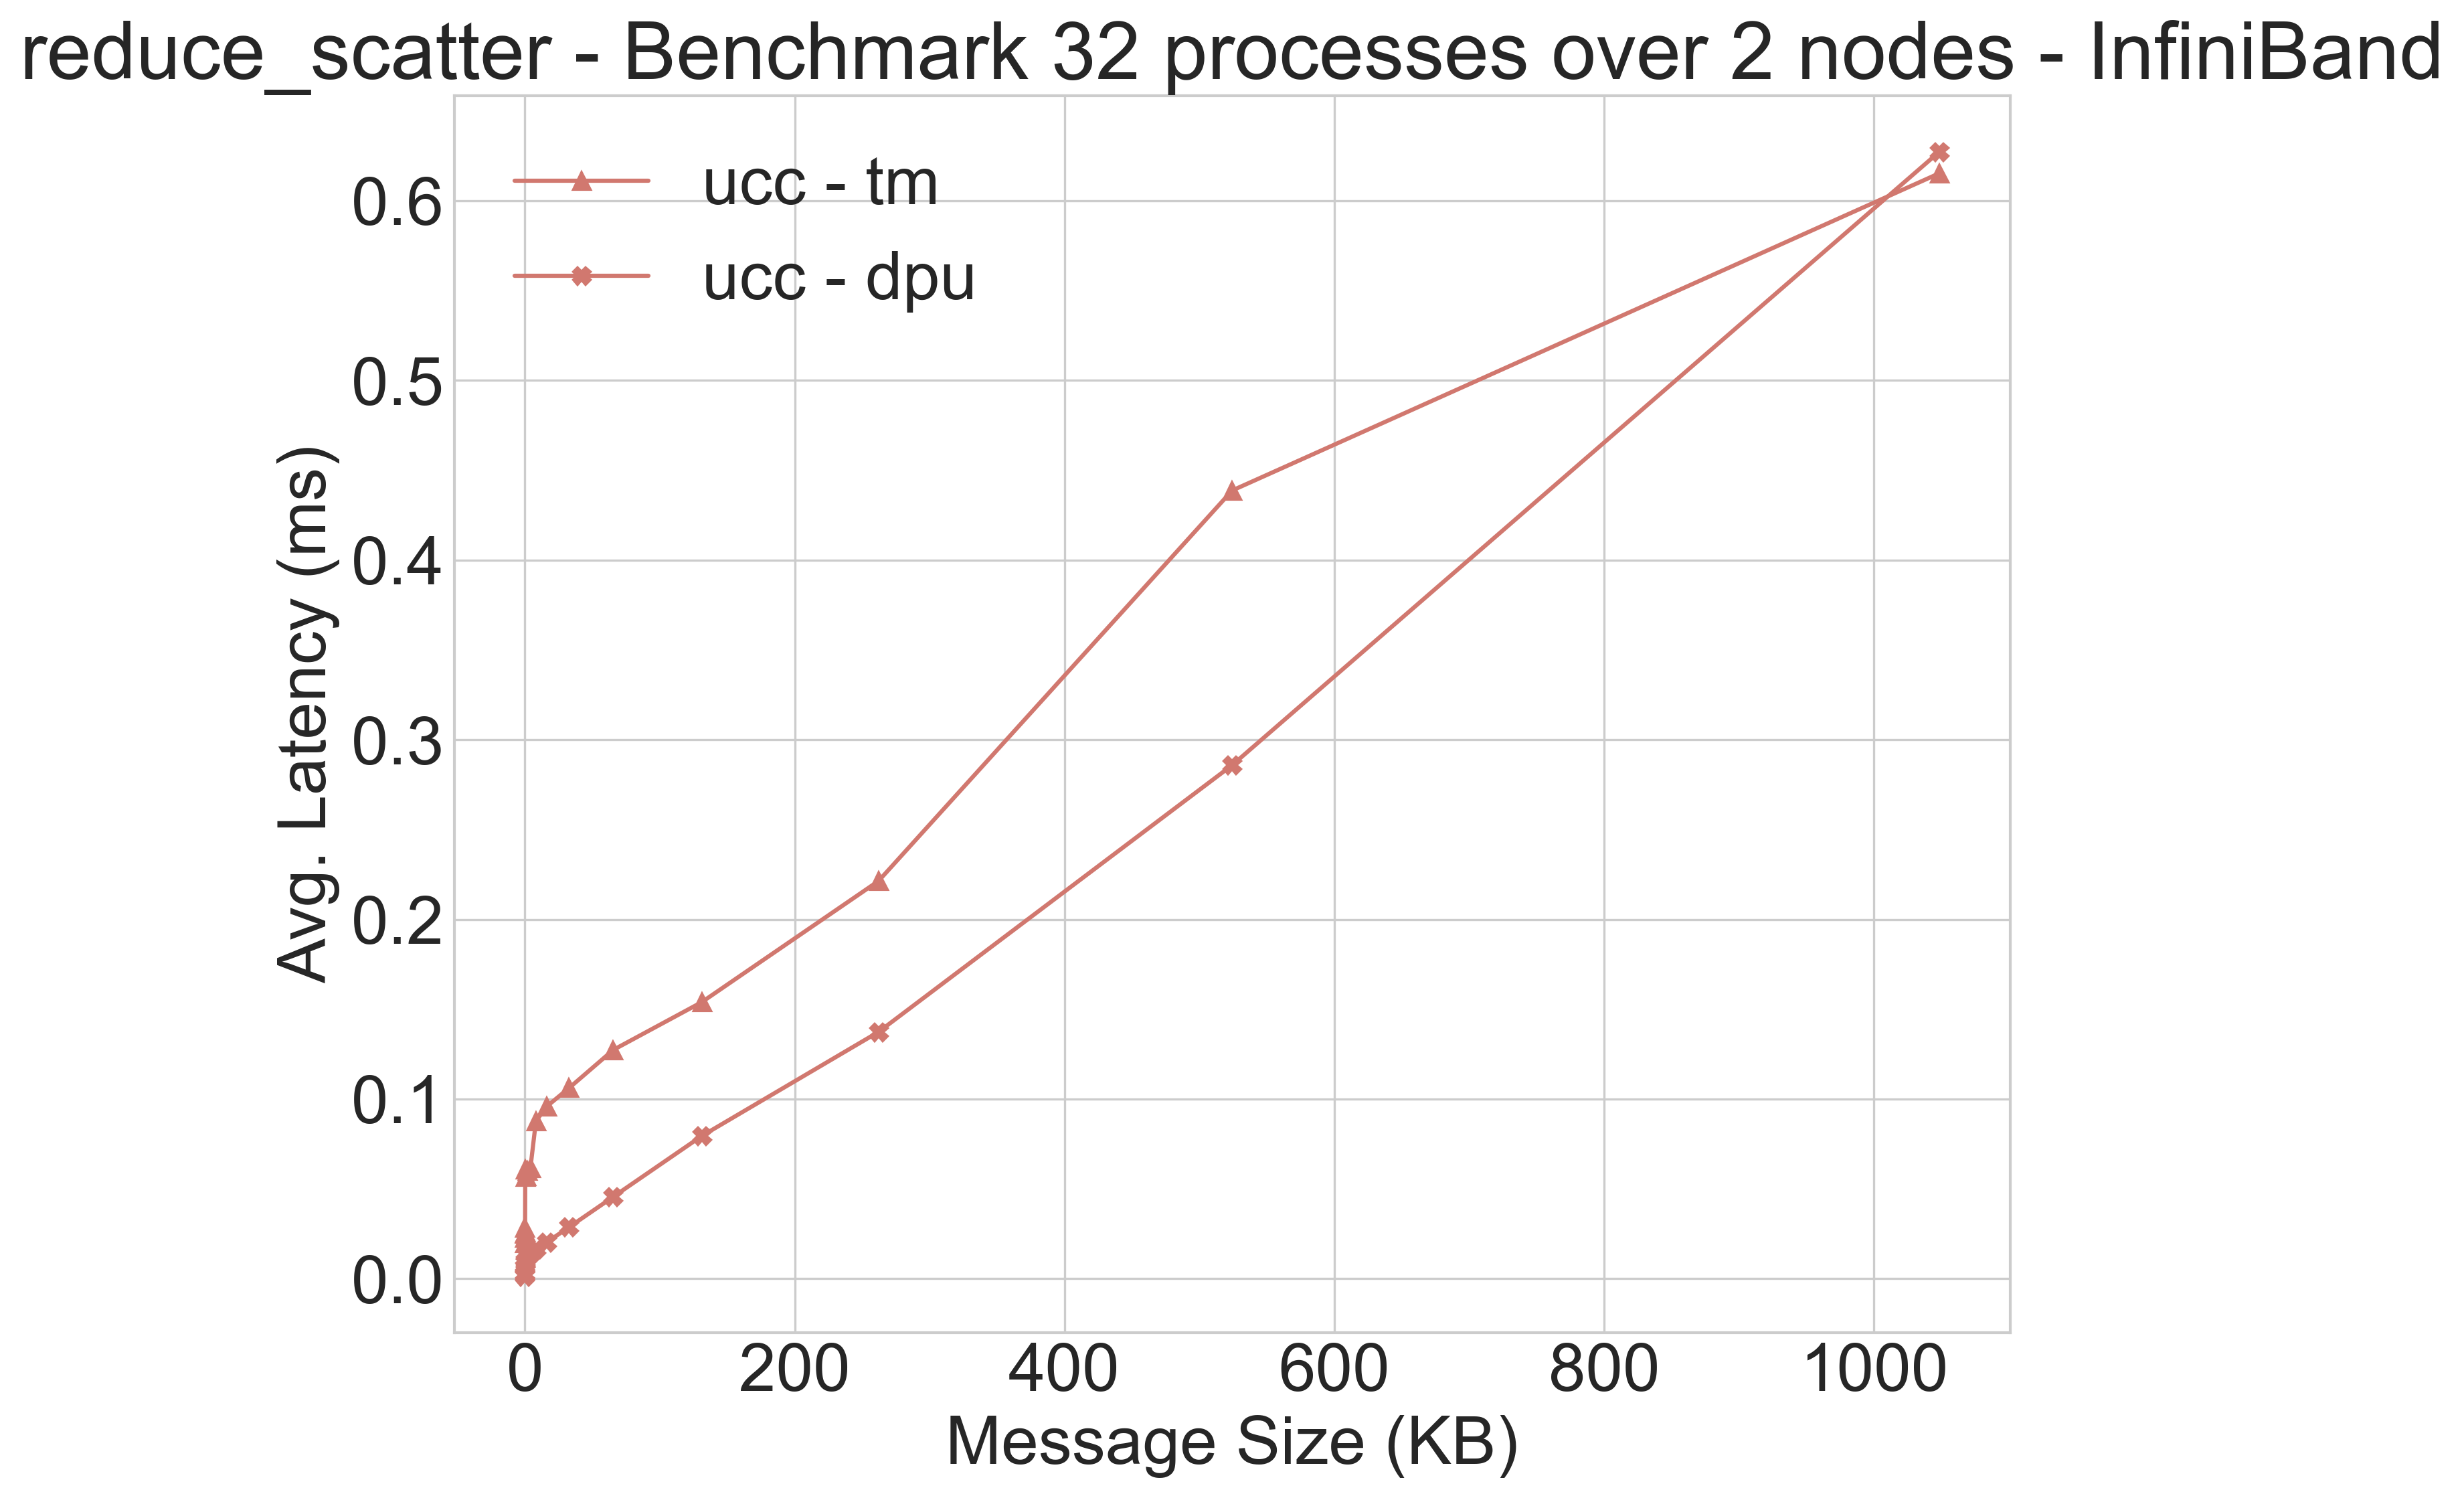 reduce_scatter - Benchmark 32 processes over 2 nodes - InfiniBand
ucc - tm
ucc - dpu
Avg. Latency (ms)
0.6
0.5
0.4
0.3
0.2
0.1
0.0
0 200 400 600 800 1000
Message Size (KB)